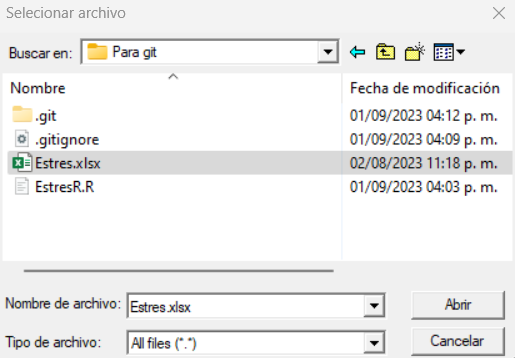 Selecionar archivo
Buscar en: Para git
Nombre Fecha de modificación
.git 01/09/2023 04:12 p. m.
.gitignore 01/09/2023 04:09 p. m.
Estres.xlsx 02/08/2023 11:18 p. m.
EstresR.R 01/09/2023 04:03 p. m.
Nombre de archivo: Estres.xlsx Abrir
Tipo de archivo: All files (*.*) Cancelar